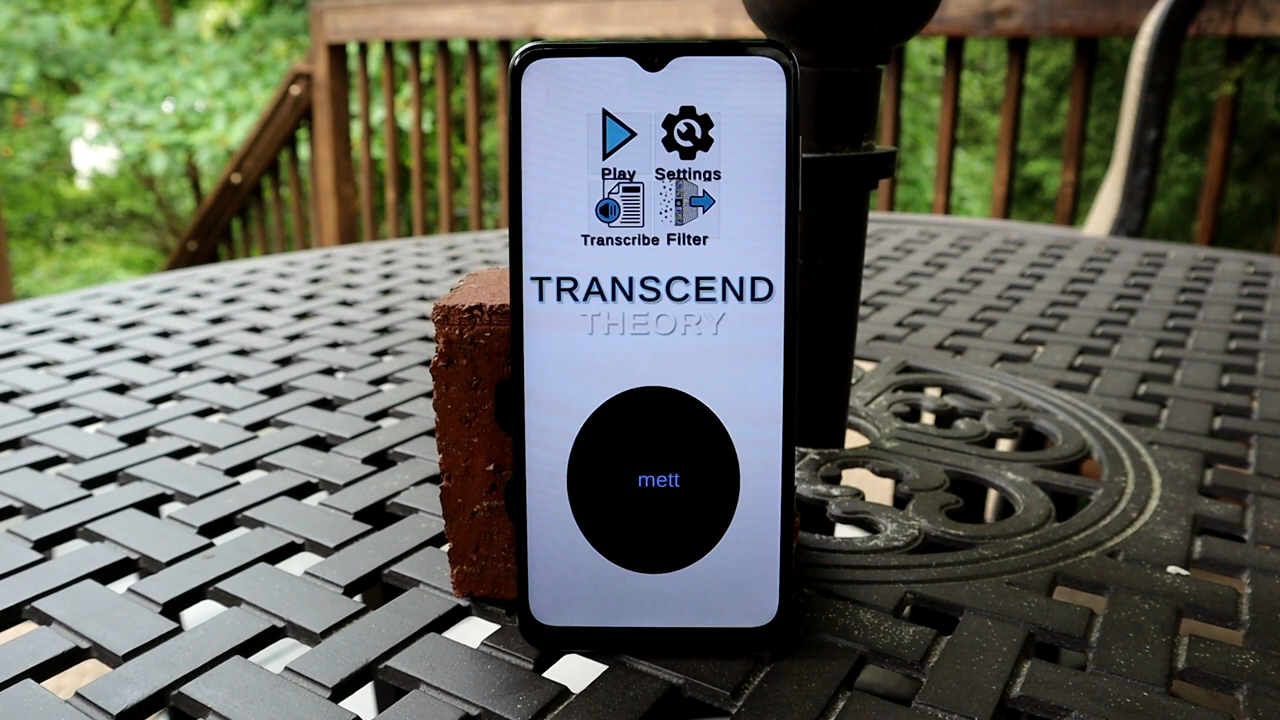 Play Settings
Transcribe Filter
TRANSCEND
THEORY
mett